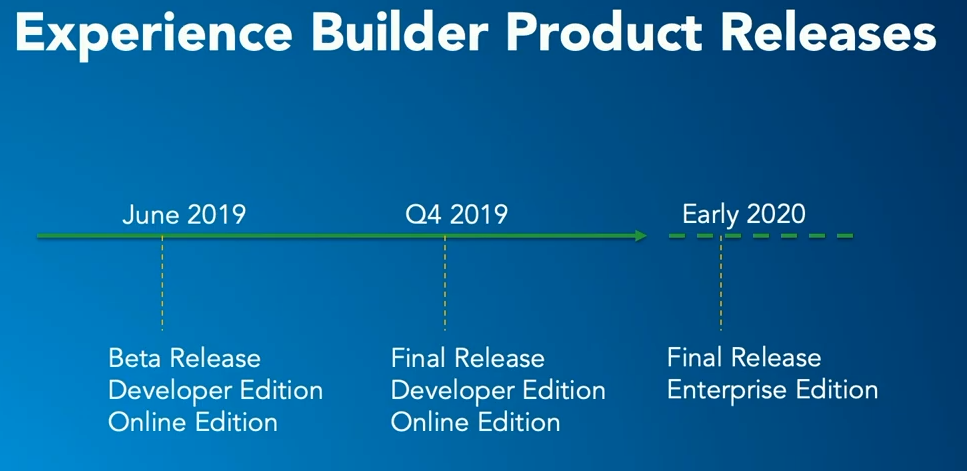 Experience Builder Product Releases
June 2019
Q4 2019
Early 2020
Beta Release
Developer Edition
Online Edition
Final Release
Developer Edition
Online Edition
Final Release
Enterprise Edition